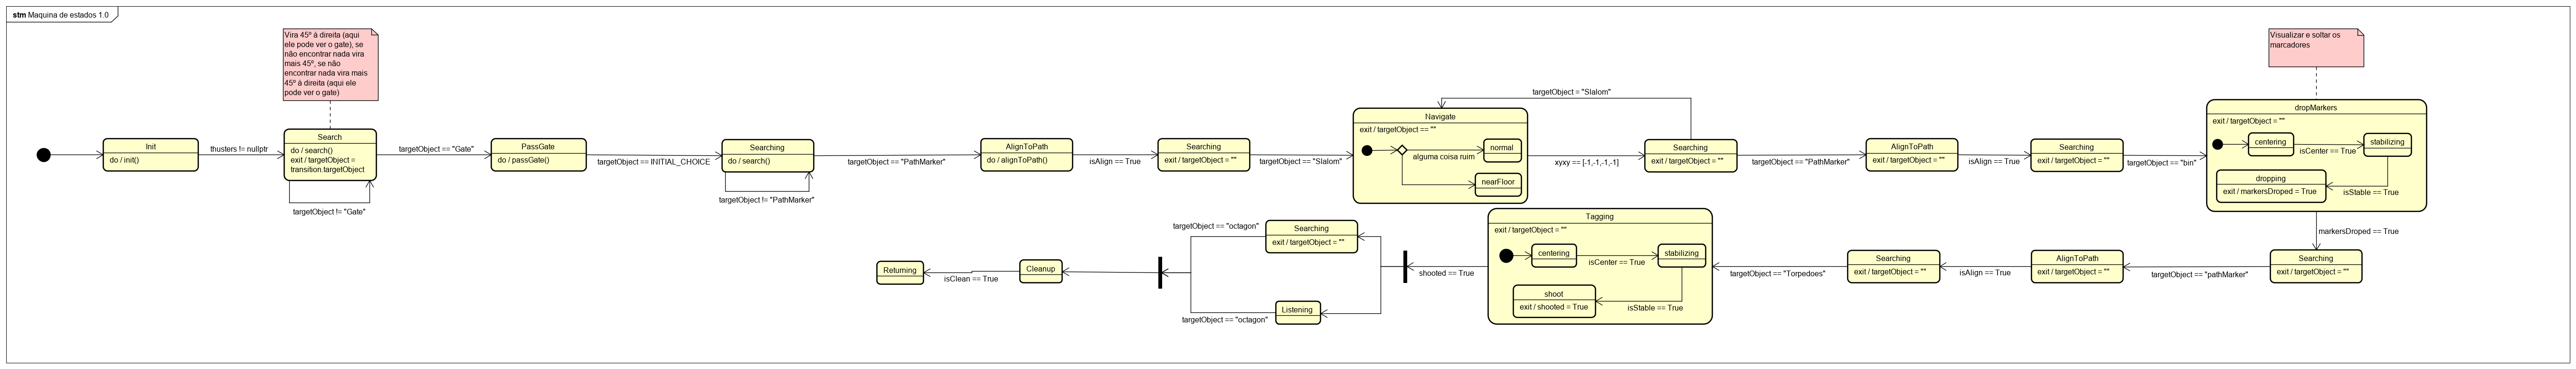 stm Maquina de estados 1.0
Vira 45º à direita (aqui
ele pode ver o gate), se
não encontrar nada vira
mais 45º, se não
encontrar nada vira mais
45º à direita (aqui ele
pode ver o gate)
Init
do / init()
thusters != nullptr
Search
do / search()
exit / targetObject =
transition.targetObject
targetObject != "Gate"
targetObject == "Gate"
PassGate
do / passGate()
targetObject == INITIAL_CHOICE
Searching
do / search()
targetObject != "PathMarker"
targetObject == "PathMarker"
AlignToPath
do / alignToPath()
isAlign == True
Searching
exit / targetObject = ""
targetObject == "Slalom"
Navigate
exit / targetObject == ""
alguma coisa ruim
normal
nearFloor
targetObject = "Slalom"
xyxy == [-1,-1,-1,-1]
Searching
exit / targetObject = ""
targetObject == "PathMarker"
AlignToPath
exit / targetObject = ""
isAlign == True
Searching
exit / targetObject = ""
targetObject == "bin"
Visualizar e soltar os
marcadores
dropMarkers
exit / targetObject = ""
centering
isCenter == True
stabilizing
isStable == True
dropping
exit / markersDroped = True
markersDroped == True
Searching
exit / targetObject = ""
targetObject == "pathMarker"
AlignToPath
exit / targetObject = ""
isAlign == True
Searching
exit / targetObject = ""
targetObject == "Torpedoes"
Tagging
exit / targetObject = ""
centering
isCenter == True
stabilizing
isStable == True
shoot
exit / shooted = True
shooted == True
Searching
exit / targetObject = ""
targetObject == "octagon"
Listening
targetObject == "octagon"
Cleanup
isClean == True
Returning